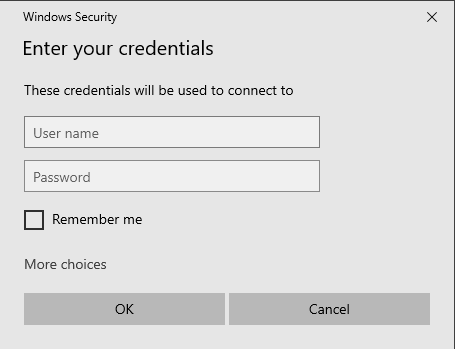 Windows Security
Enter your credentials
These credentials will be used to connect to
User name
Password
Remember me
More choices
OK
Cancel